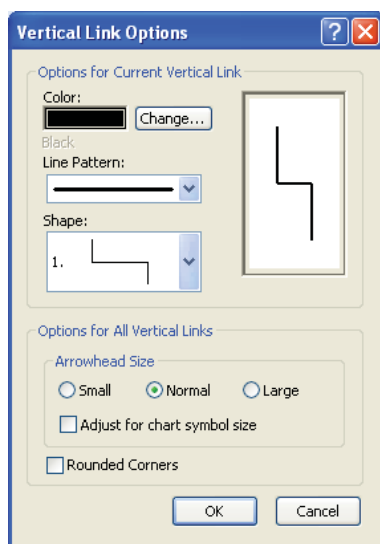 Vertical Link Options
Options for Current Vertical Link
Color:
Change...
Black
Line Pattern:
Shape:
1.
Options for All Vertical Links
Arrowhead Size
Small Normal Large
Adjust for chart symbol size
Rounded Corners
OK Cancel